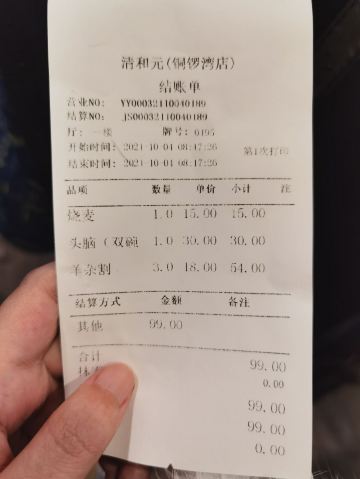 清和元(铜锣湾店)
结账单
营业NO: YY00032110040189
结算NO: JS00032110040189
厅: 一楼 牌号: 0195
开始时间: 2021-10-04 08:47:26 第1次打印
结束时间: 2021-10-04 08:47:26
品项 数量 单价 小计 注
烧麦 1.0 15.00 15.00
头脑（双碗 1.0 30.00 30.00
羊杂割 3.0 18.00 54.00
结算方式 金额 备注
其他 99.00
合计 99.00
0.00
99.00
99.00
0.00